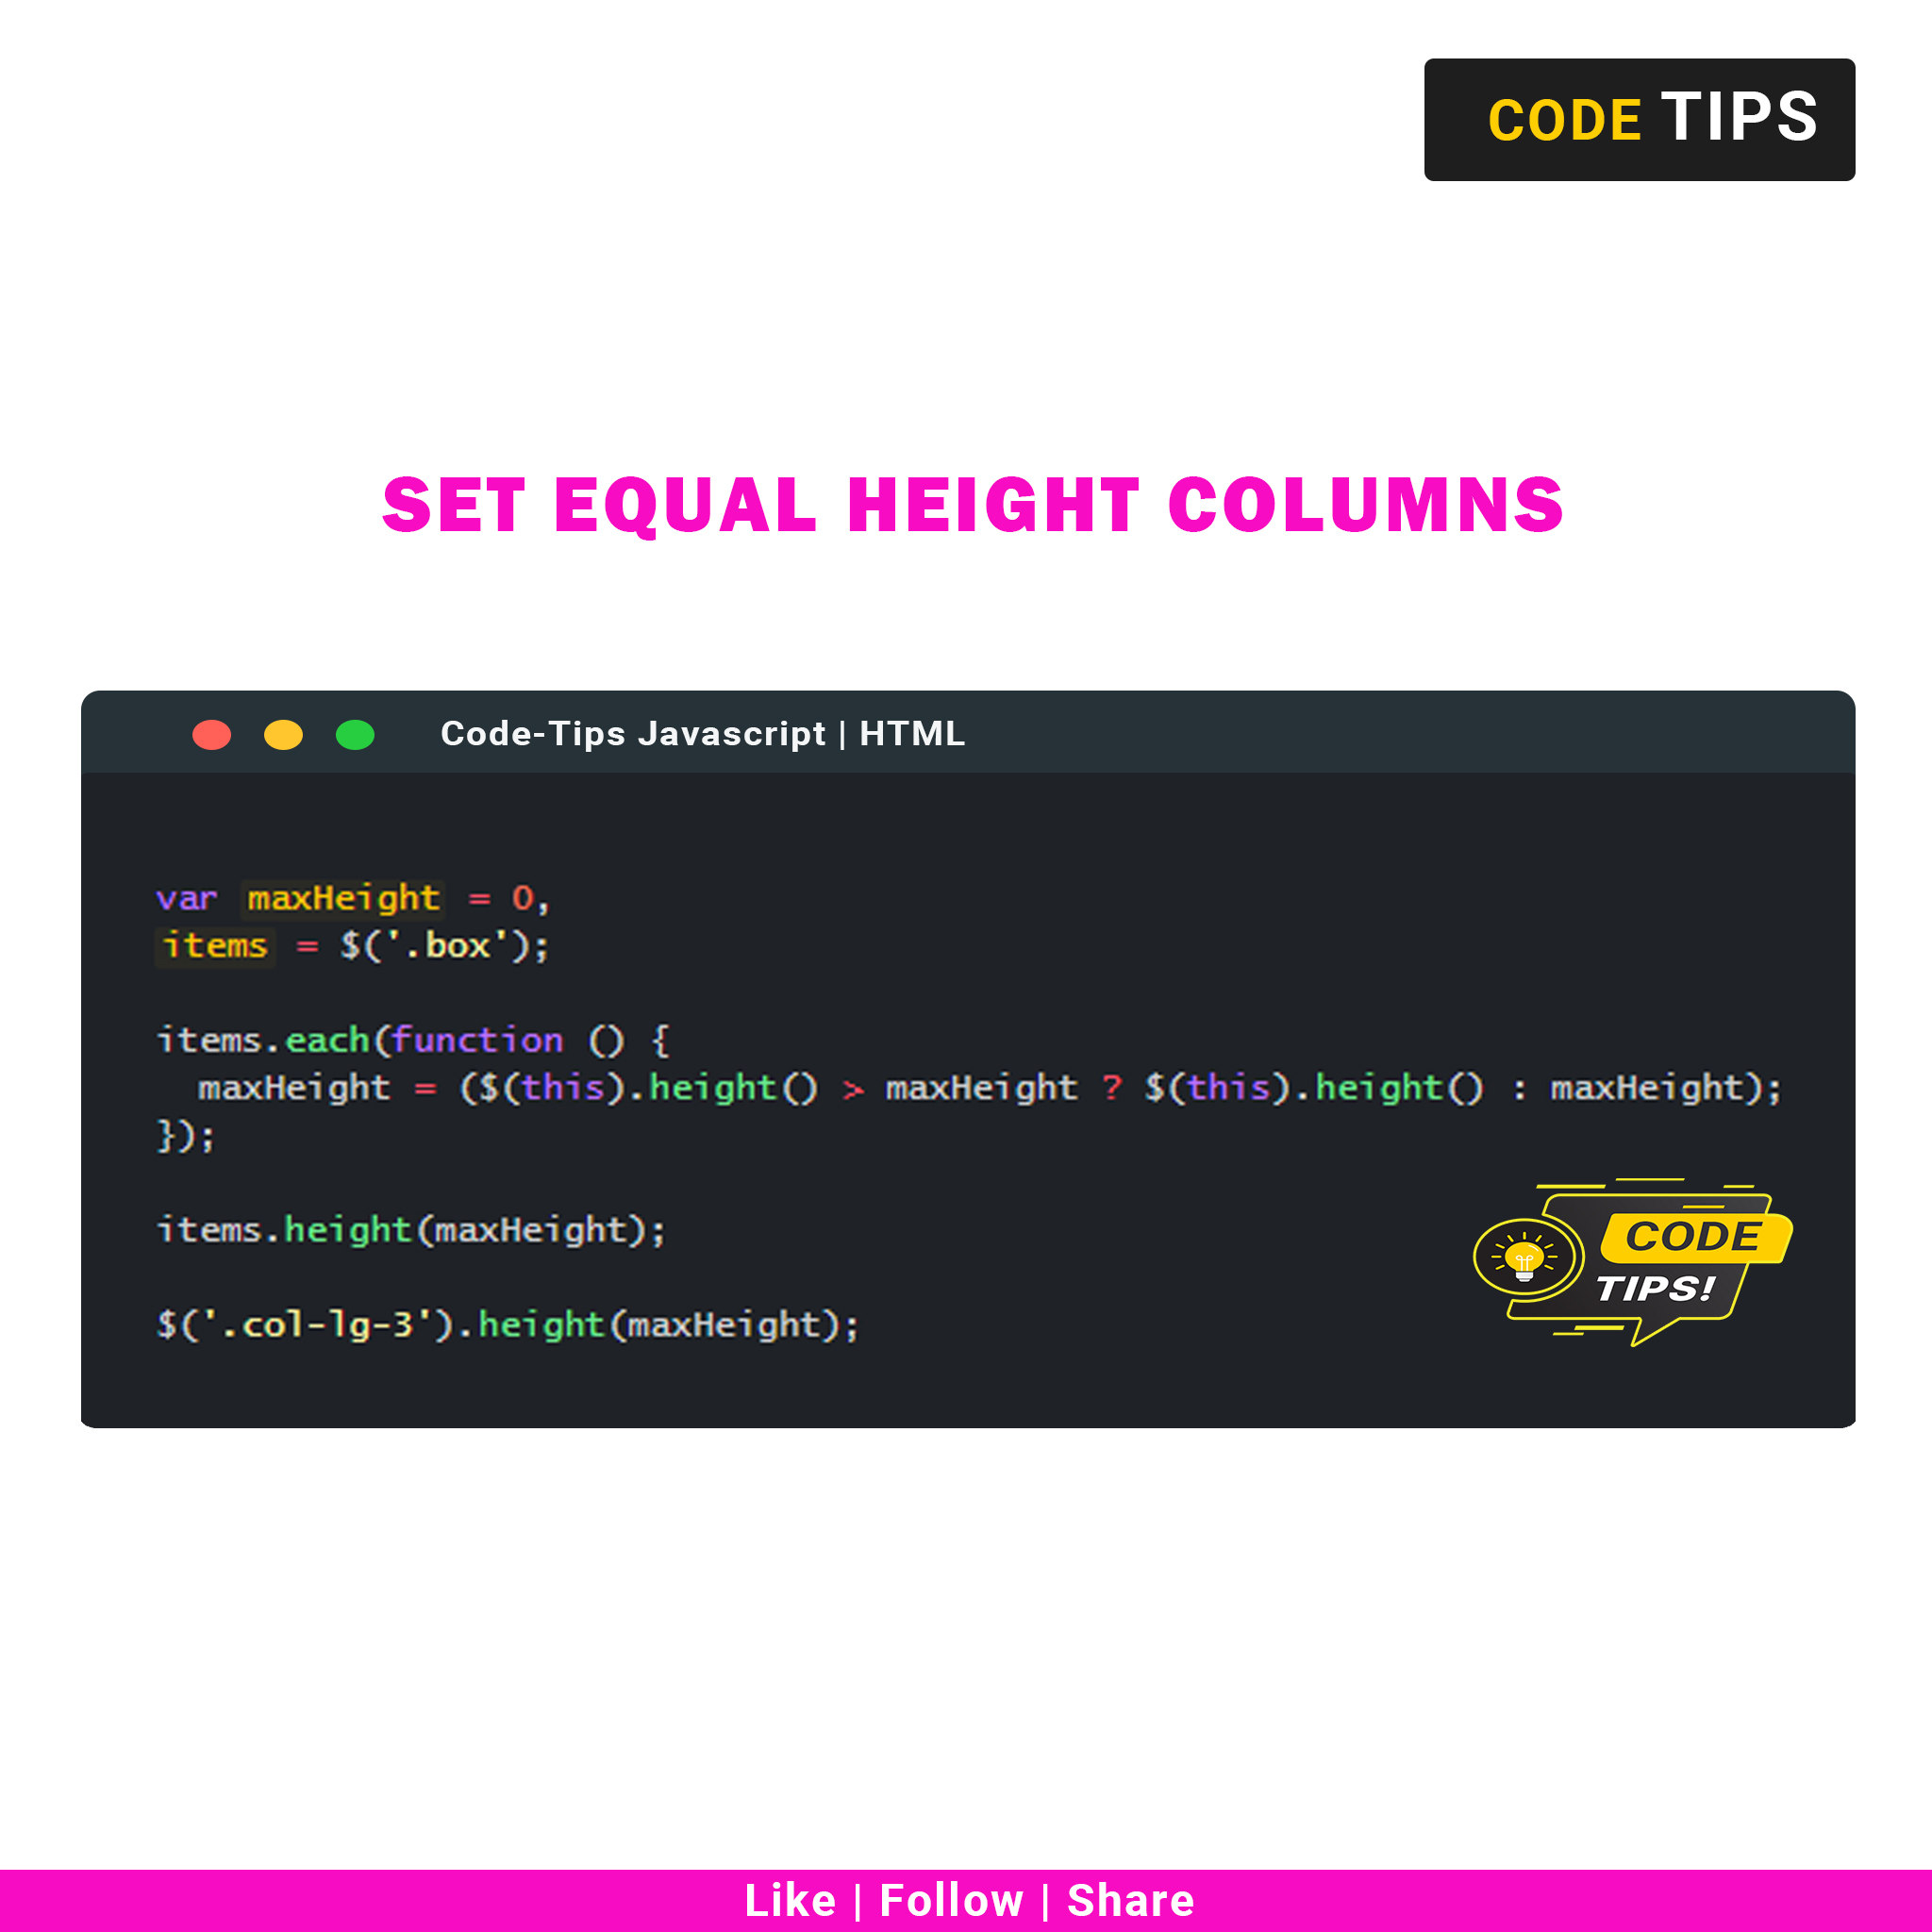 CODE TIPS
SET EQUAL HEIGHT COLUMNS
Code-Tips Javascript | HTML
var maxHeight = 0,
items = $('.box');
items.each(function () {
  maxHeight = ($(this).height() > maxHeight ? $(this).height() : maxHeight);
});
items.height(maxHeight);
CODE
TIPS!
$('.col-lg-3').height(maxHeight);
Like | Follow | Share